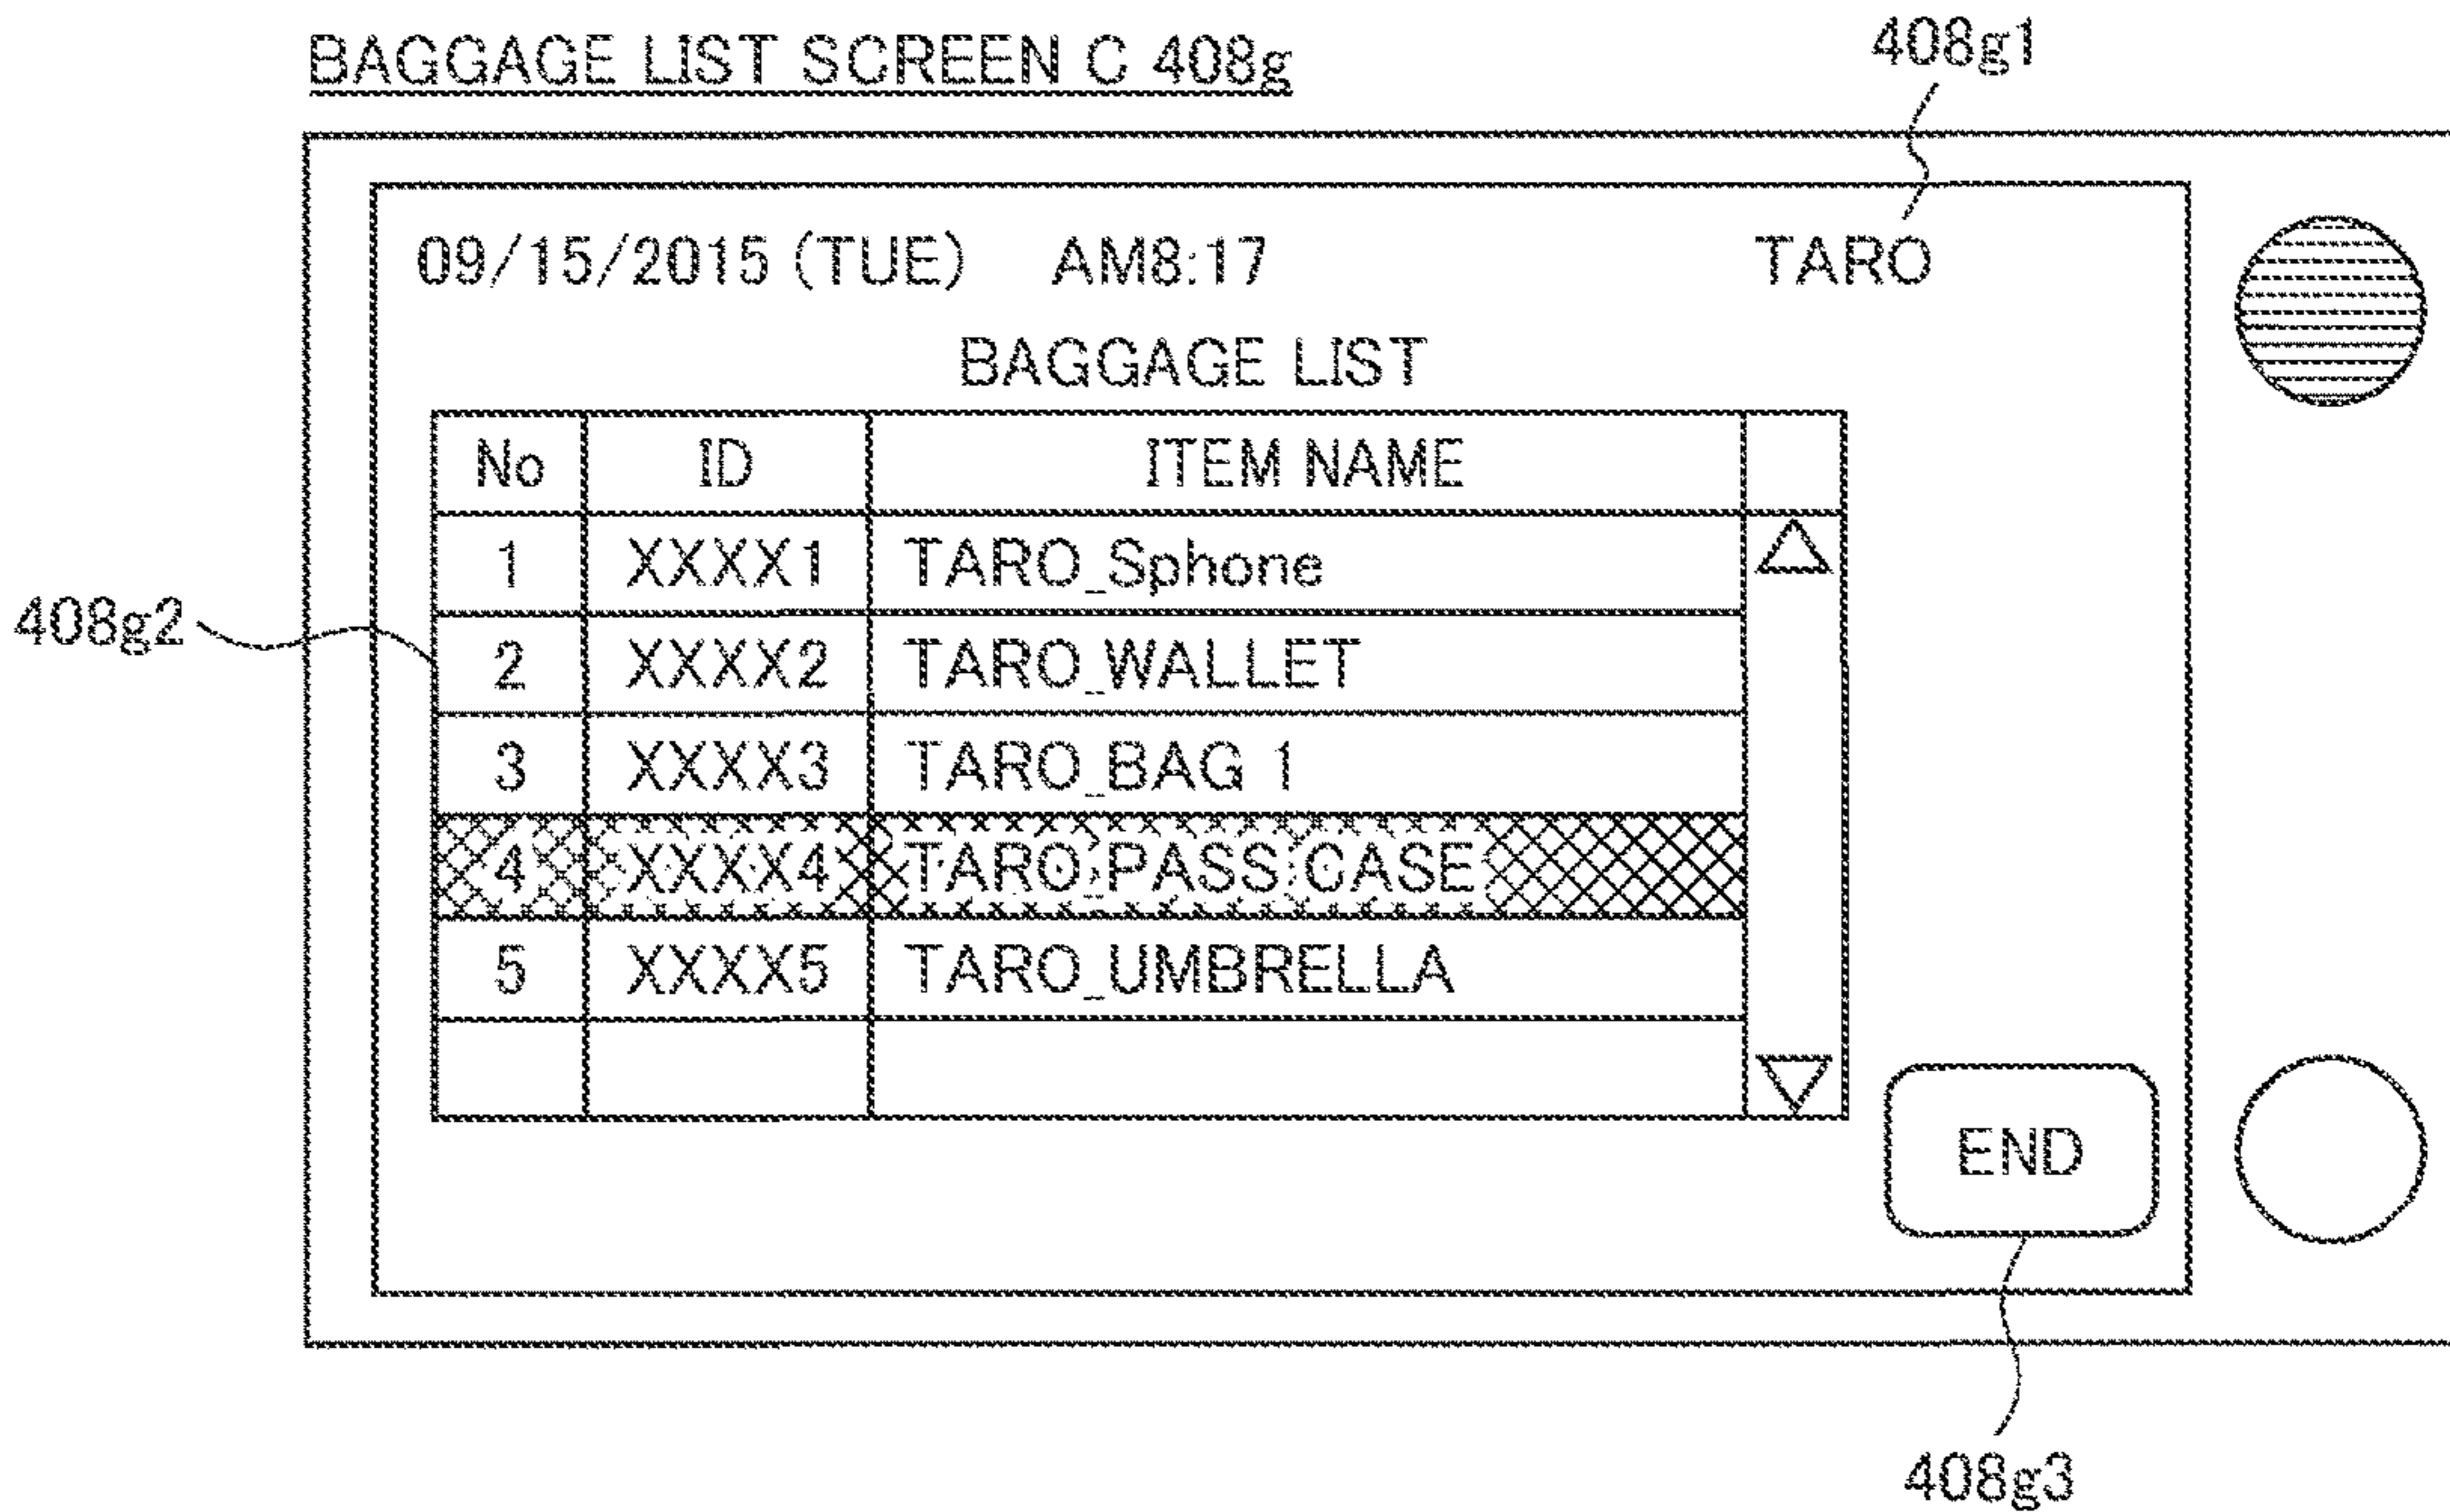 BAGGAGE LIST SCREEN C 408g
408g1
09/15/2015 (TUE) AM8:17 TARO
BAGGAGE LIST
No ID ITEM NAME
1 XXXX1 TARO_Sphone
408g2
2 XXXX2 TARO_WALLET
3 XXXX3 TARO_BAG 1
4 XXXX4 TARO_PASS CASE
5 XXXX5 TARO_UMBRELLA
END
408g3